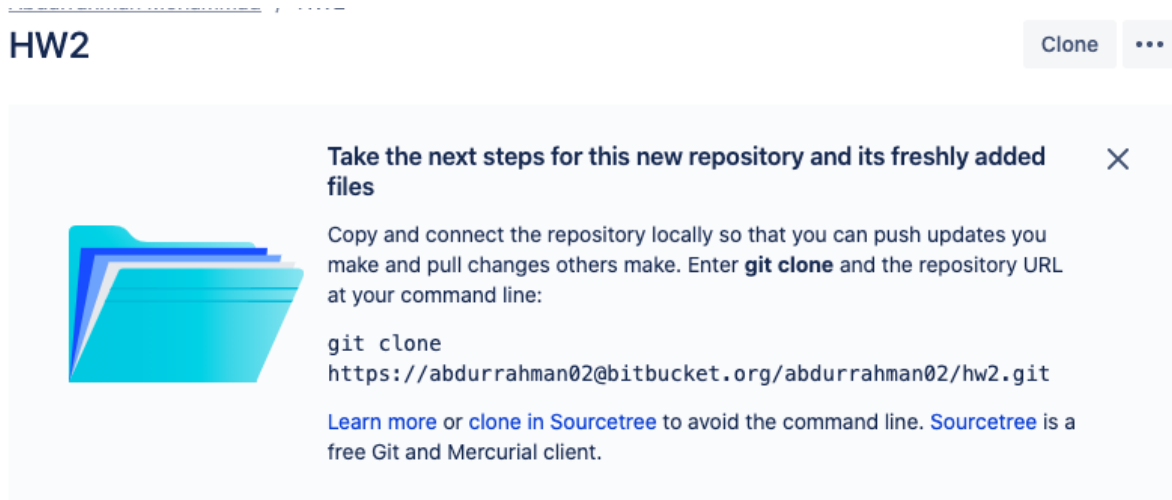 HW2
Clone
Take the next steps for this new repository and its freshly added
files
Copy and connect the repository locally so that you can push updates you
make and pull changes others make. Enter git clone and the repository URL
at your command line:
git clone
https://abdurrahman02@bitbucket.org/abdurrahman02/hw2.git
Learn more or clone in Sourcetree to avoid the command line. Sourcetree is a
free Git and Mercurial client.